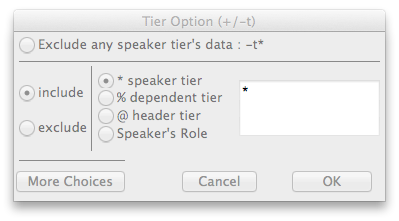 Tier Option (+/-t)
Exclude any speaker tier's data : -t*
include
exclude
* speaker tier
% dependent tier
@ header tier
Speaker's Role
*
More Choices
Cancel
OK